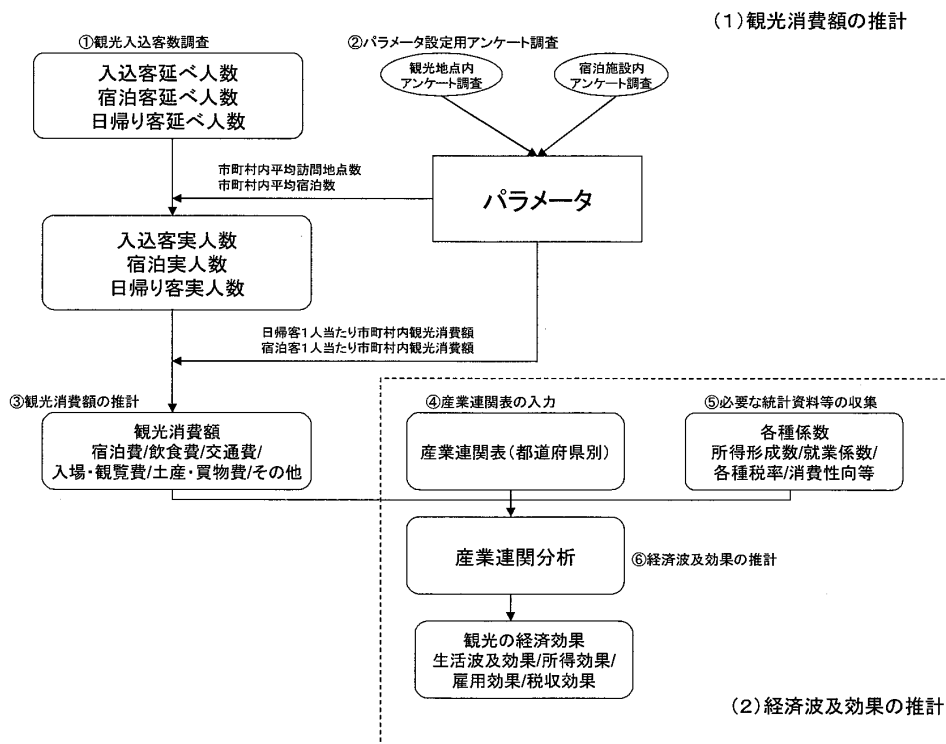 (1)観光消費額の推計
①観光入込客数調査
入込客延べ人数
宿泊客延べ人数
日帰り客延べ人数
②パラメータ設定用アンケート調査
観光地点内
アンケート調査
宿泊施設内
アンケート調査
市町村内平均訪問地点数
市町村内平均宿泊数
パラメータ
入込客実人数
宿泊実人数
日帰り客実人数
日帰客1人当たり市町村内観光消費額
宿泊客1人当たり市町村内観光消費額
③観光消費額の推計
観光消費額
宿泊費/飲食費/交通費/
入場・観覧費/土産・買物費/その他
④産業連関表の入力
産業連関表(都道府県別)
⑤必要な統計資料等の収集
各種係数
所得形成数/就業係数/
各種税率/消費性向等
産業連関分析
⑥経済波及効果の推計
観光の経済効果
生活波及効果/所得効果/
雇用効果/税収効果
(2)経済波及効果の推計